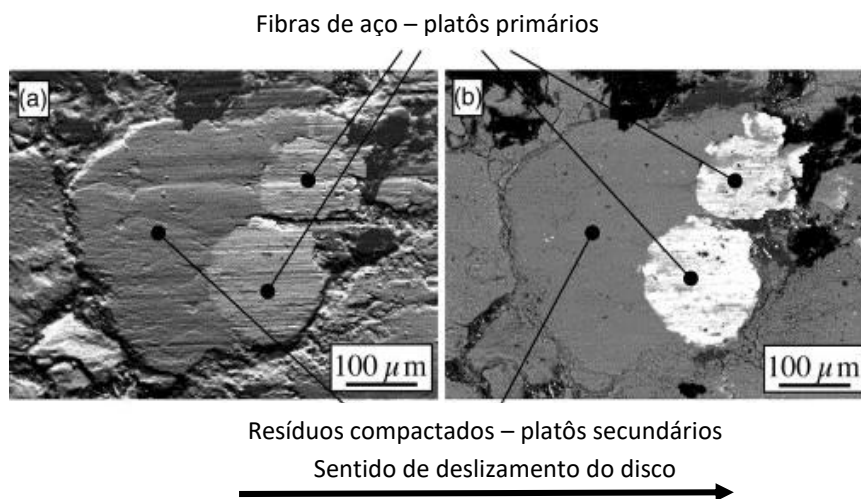 Fibras de aço – platôs primários
(a)
(b)
100 μm
100 μm
Resíduos compactados – platôs secundários
Sentido de deslizamento do disco